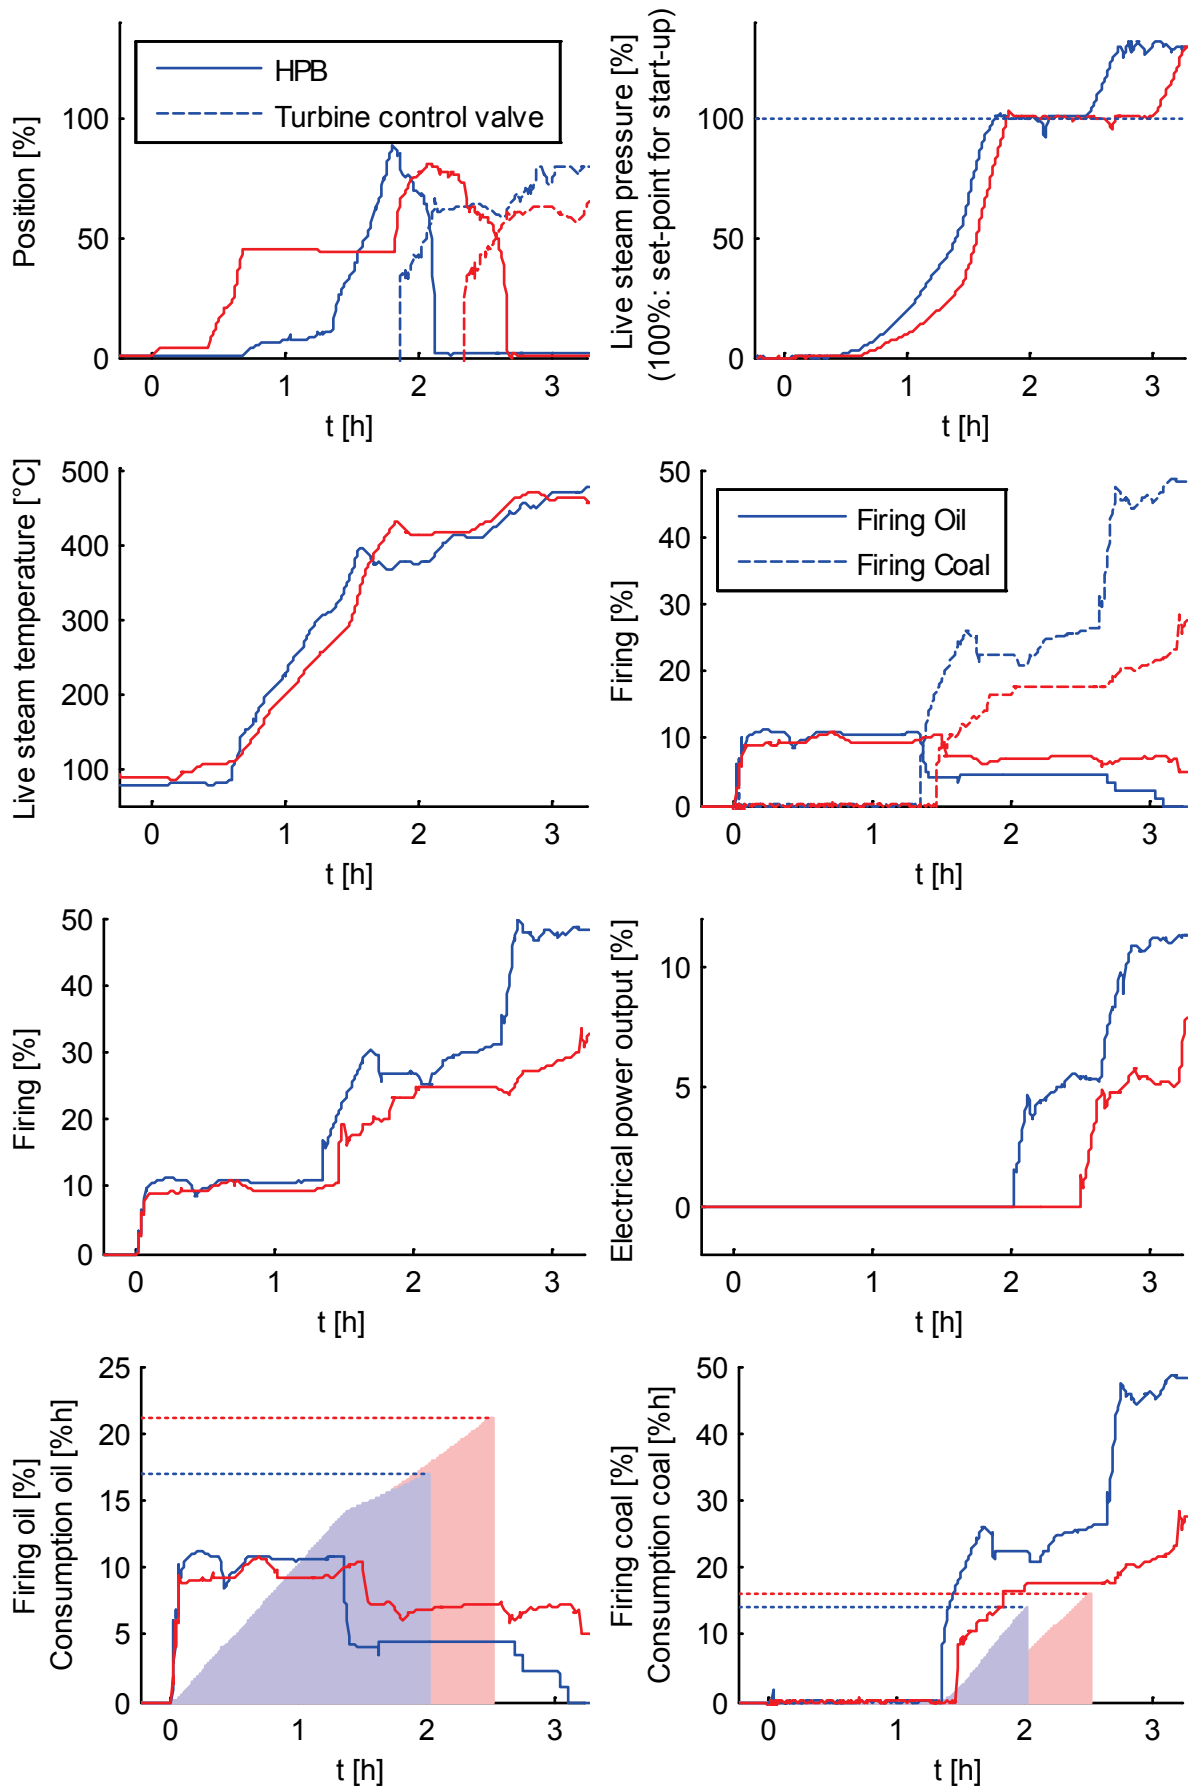 HPB
Turbine control valve
Position [%]
100
50
0
0 1 2 3
t [h]
Live steam pressure [%]
(100%: set-point for start-up)
100
50
0
0 1 2 3
t [h]
Live steam temperature [°C]
500
400
300
200
100
0 1 2 3
t [h]
Firing Oil
Firing Coal
Firing [%]
50
40
30
20
10
0
0 1 2 3
t [h]
Firing [%]
50
40
30
20
10
0
0 1 2 3
t [h]
Electrical power output [%]
10
5
0
0 1 2 3
t [h]
Firing oil [%]
Consumption oil [%h]
25
20
15
10
5
0
0 1 2 3
t [h]
Firing coal [%]
Consumption coal [%h]
50
40
30
20
10
0
0 1 2 3
t [h]